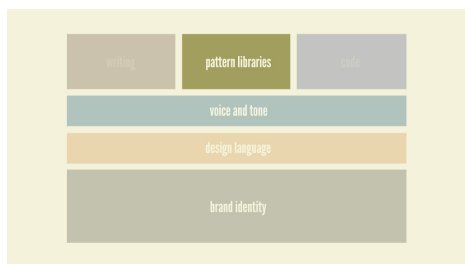 writing
pattern libraries
code
voice and tone
design language
brand identity